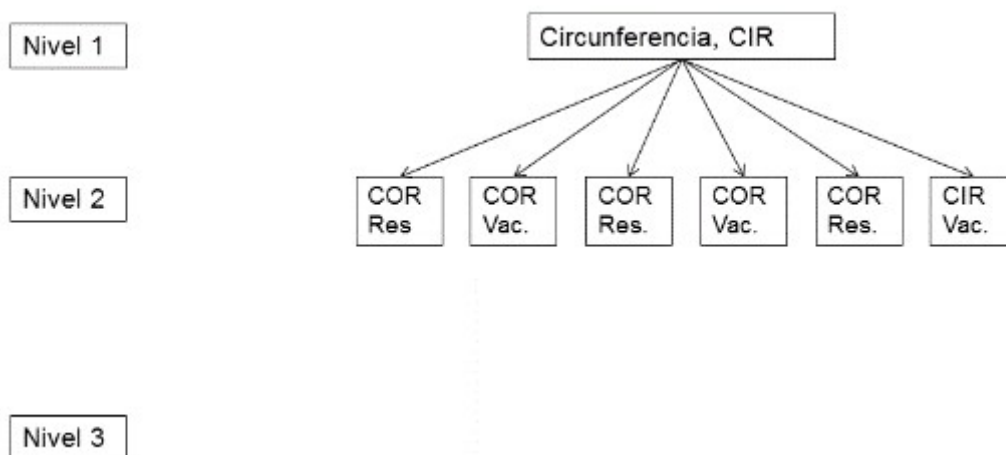 Nivel 1
Circunferencia, CIR
Nivel 2
COR
Res
COR
Vac.
COR
Res.
COR
Vac.
COR
Res.
CIR
Vac.
Nivel 3